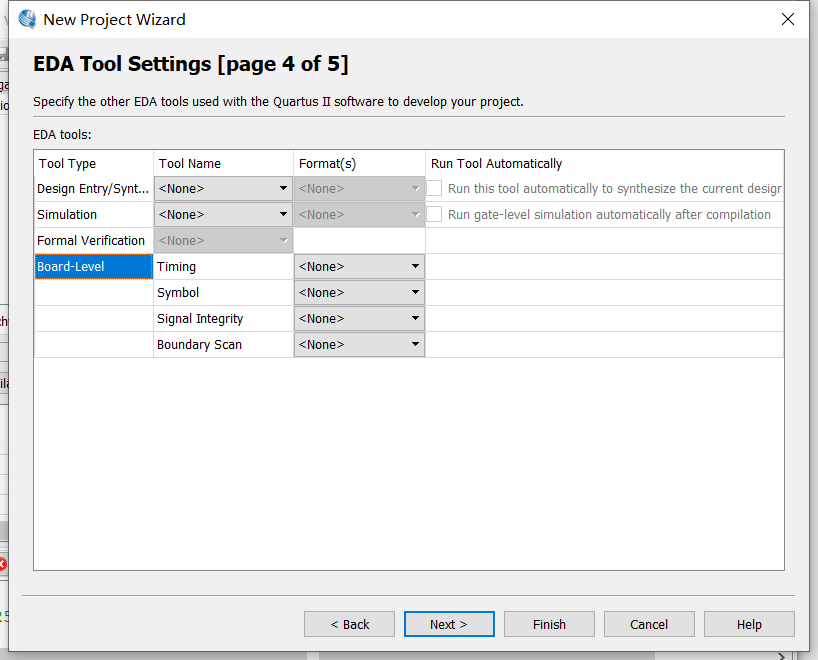 New Project Wizard
EDA Tool Settings [page 4 of 5]
Specify the other EDA tools used with the Quartus II software to develop your project.
EDA tools:
Tool Type Tool Name Format(s) Run Tool Automatically
Design Entry/Synt... <None> <None> Run this tool automatically to synthesize the current design
Simulation <None> <None> Run gate-level simulation automatically after compilation
Formal Verification <None>
Board-Level Timing <None>
Symbol <None>
Signal Integrity <None>
Boundary Scan <None>
< Back Next > Finish Cancel Help